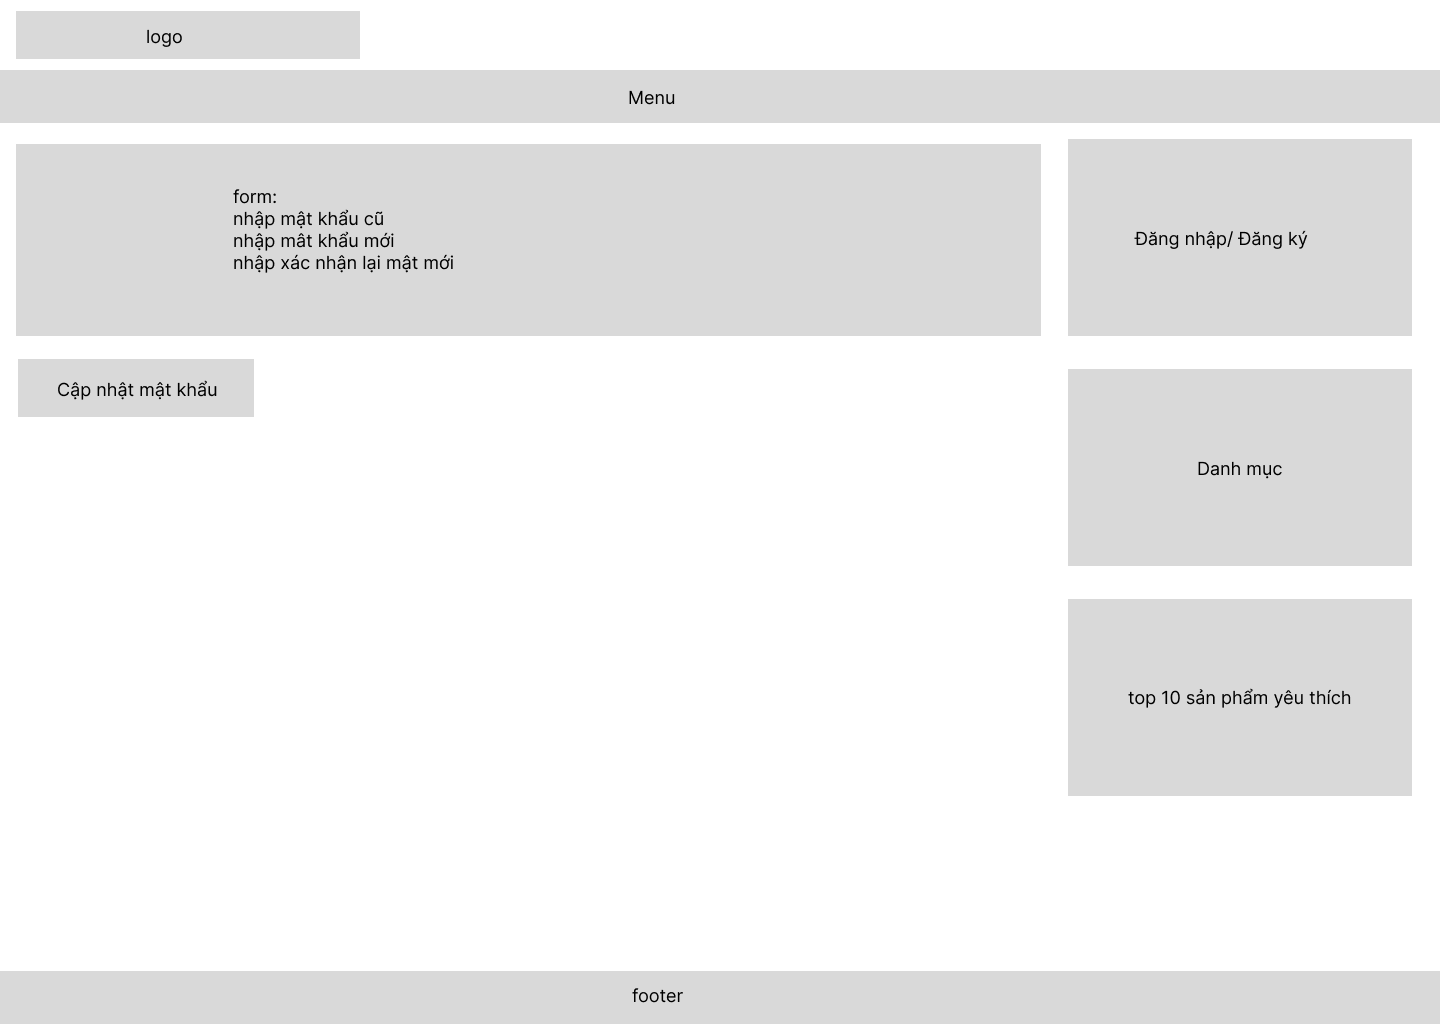 logo
Menu
form:
nhập mật khẩu cũ
nhập mât khẩu mới
nhập xác nhận lại mật mới
Cập nhật mật khẩu
Đăng nhập/ Đăng ký
Danh mục
top 10 sản phẩm yêu thích
footer